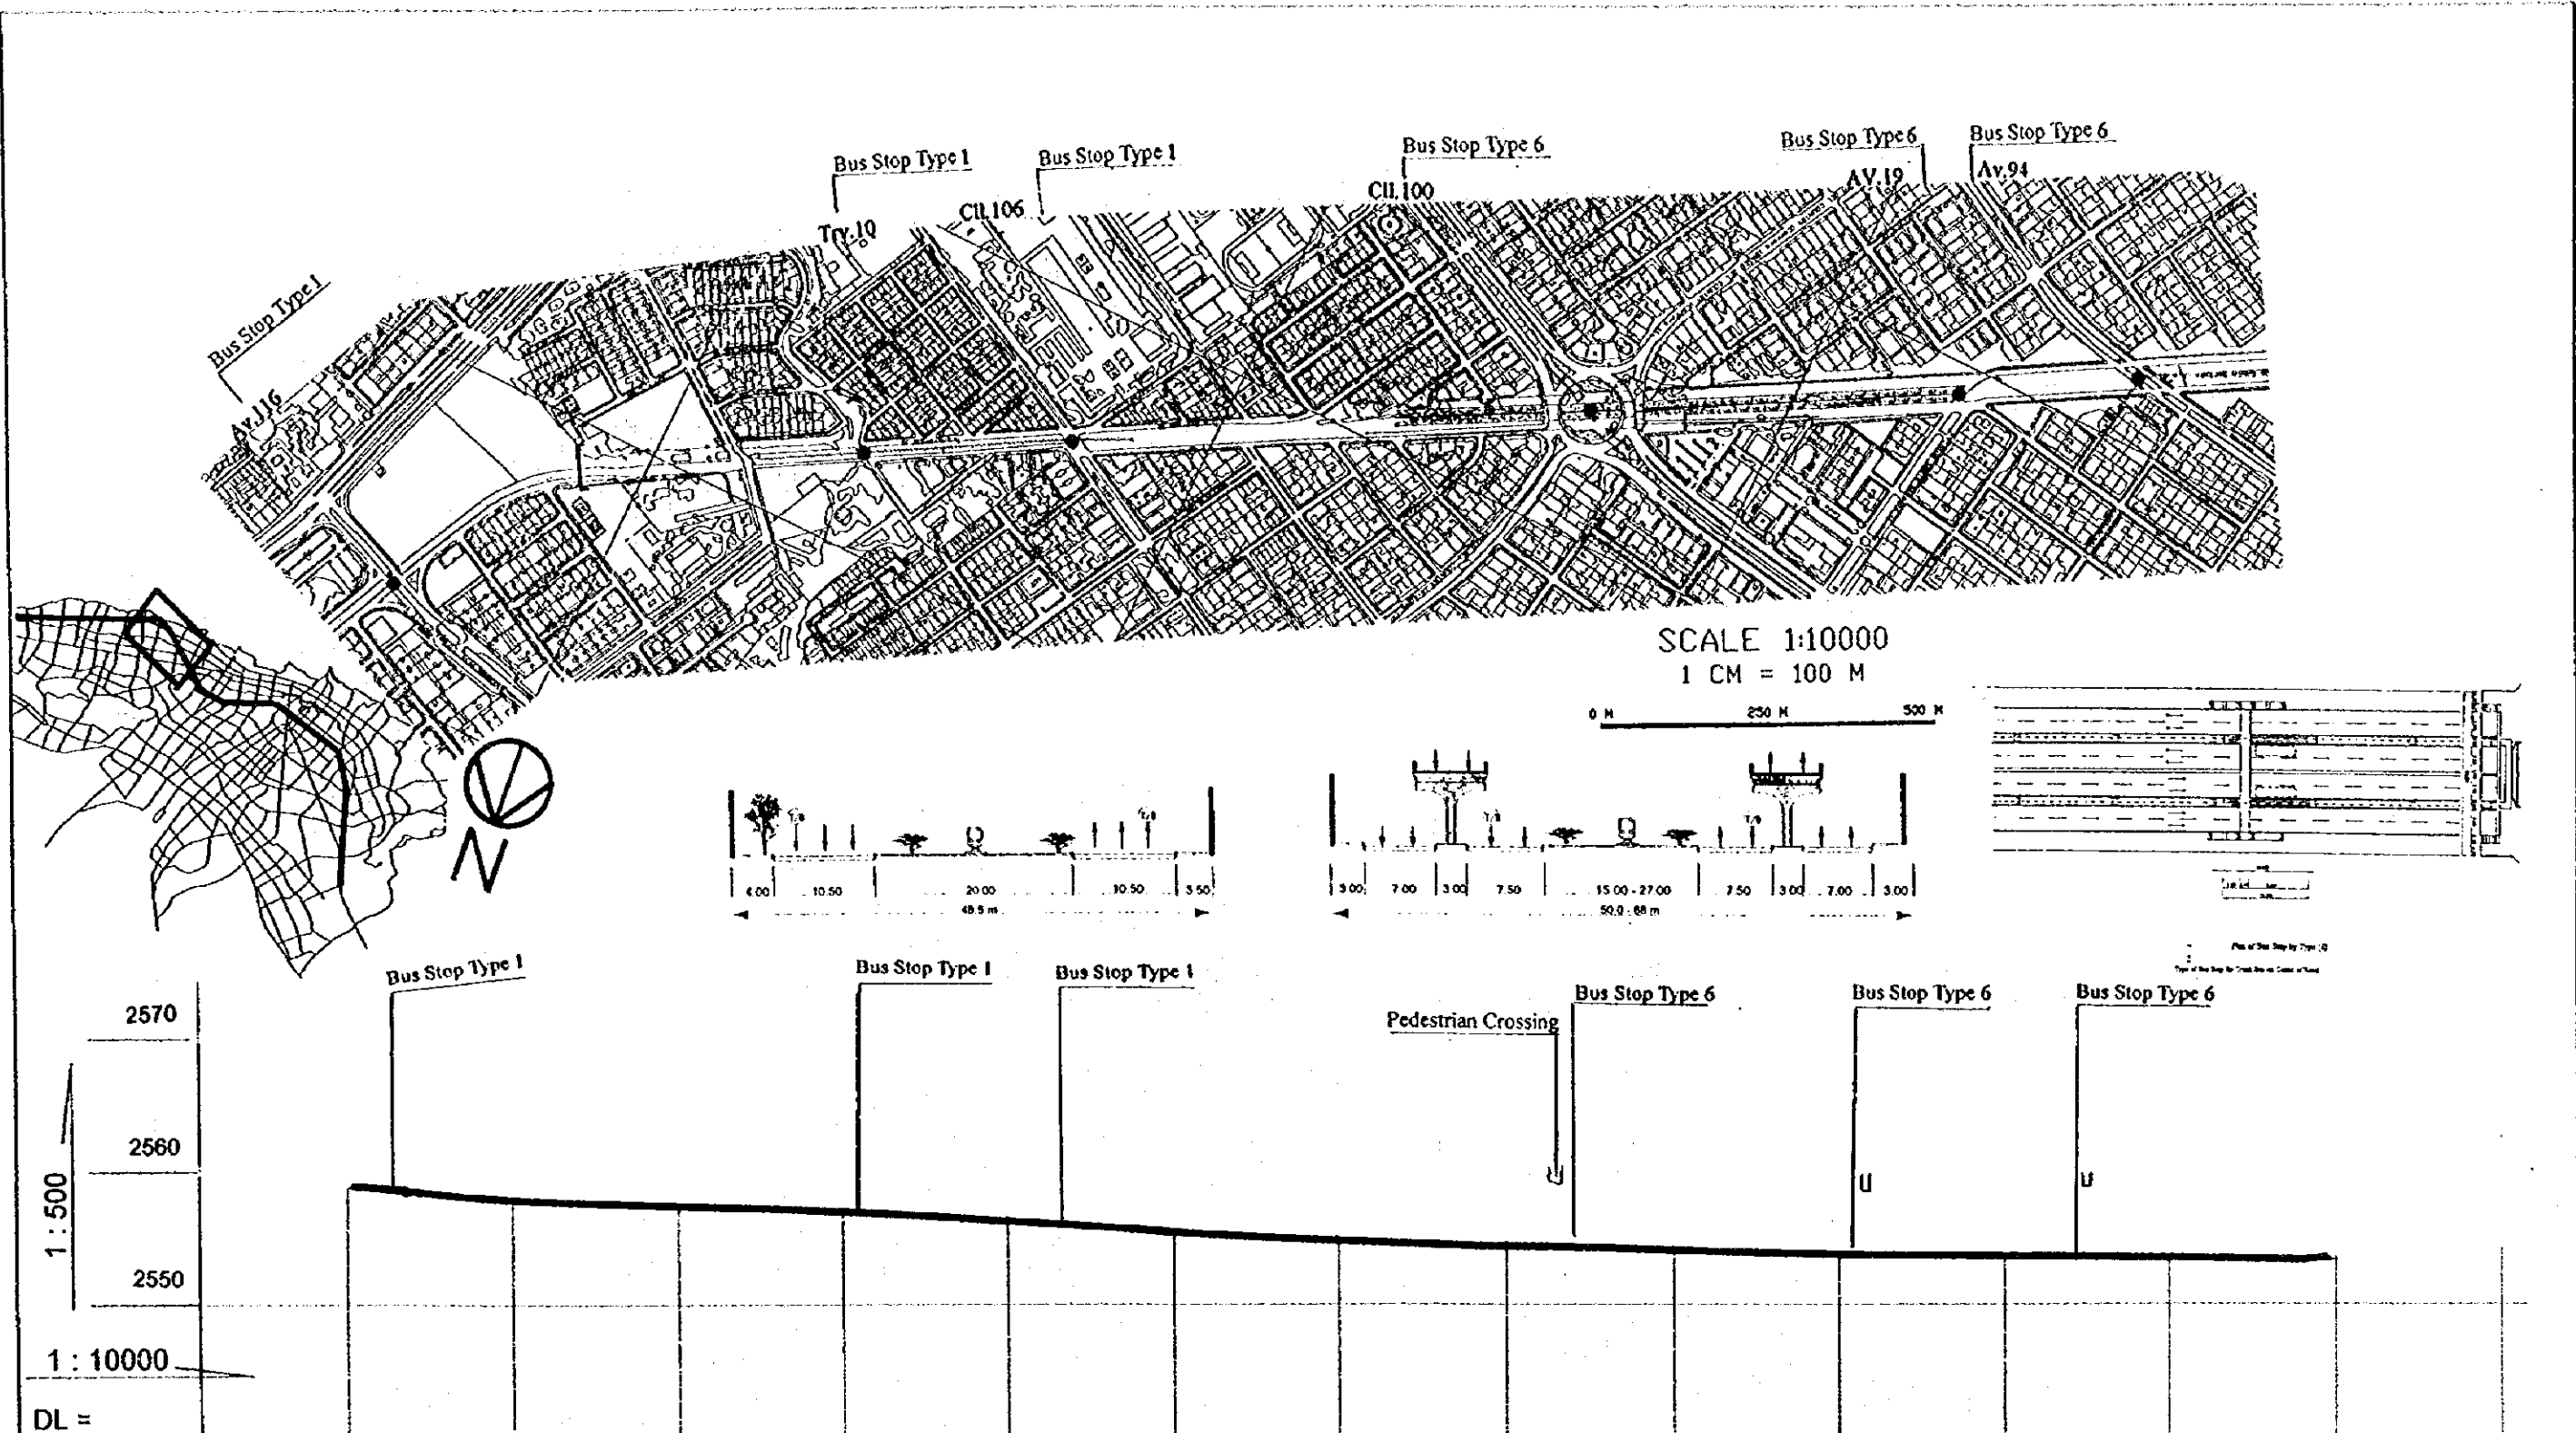 Bus Stop Type 1
Bus Stop Type 1
Bus Stop Type 6
Bus Stop Type 6
Bus Stop Type 6
Av.94
AV.19
Cll.100
Cll.106
Trv.10
Bus Stop Type 1
Av.116
SCALE 1:10000
1 CM = 100 M
0 M 250 M 500 M
N
10.50 20.00 10.50 3.50
48.5 m
3.00 7.00 3.00 7.50 15.00 - 27.00 7.50 3.00 7.00 3.00
50.0 - 68 m
Bus Stop Type 1
Bus Stop Type 1
Bus Stop Type 1
Pedestrian Crossing
Bus Stop Type 6
Bus Stop Type 6
Bus Stop Type 6
2570
2560
2550
1 : 500
1 : 10000
DL =